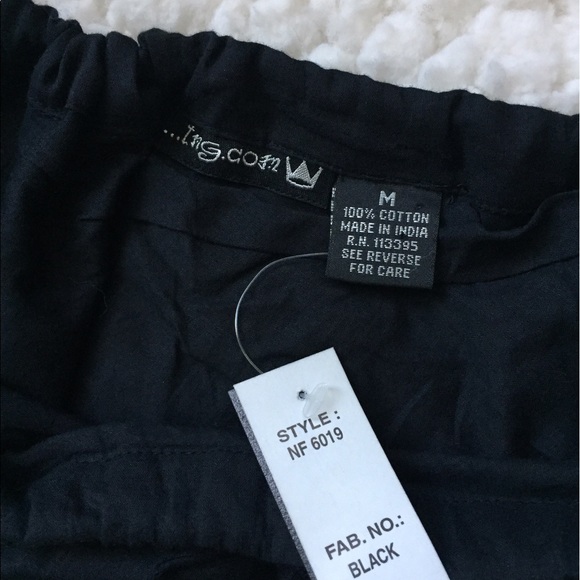 ...ing.com
M
100% COTTON
MADE IN INDIA
R.N. 113395
SEE REVERSE
FOR CARE
STYLE :
NF 6019
FAB. NO.:
BLACK